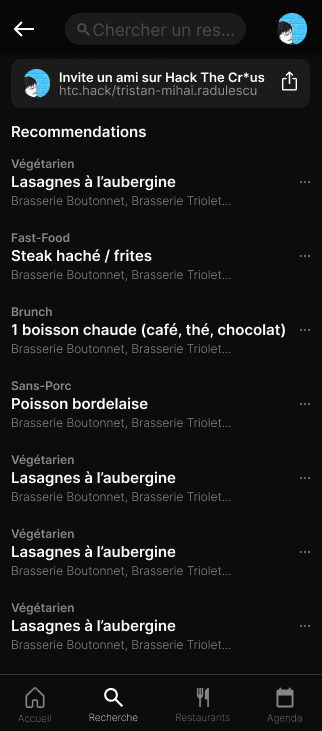 Chercher un res...
Invite un ami sur Hack The Cr*us
htc.hack/tristan-mihai.radulescu
Recommendations
Végétarien
Lasagnes à l’aubergine
Brasserie Boutonnet, Brasserie Triolet...
Fast-Food
Steak haché / frites
Brasserie Boutonnet, Brasserie Triolet...
Brunch
1 boisson chaude (café, thé, chocolat)
Brasserie Boutonnet, Brasserie Triolet...
Sans-Porc
Poisson bordelaise
Brasserie Boutonnet, Brasserie Triolet...
Végétarien
Lasagnes à l’aubergine
Brasserie Boutonnet, Brasserie Triolet...
Végétarien
Lasagnes à l’aubergine
Brasserie Boutonnet, Brasserie Triolet...
Végétarien
Lasagnes à l’aubergine
Brasserie Boutonnet, Brasserie Triolet...
Accueil
Recherche
Restaurants
Agenda